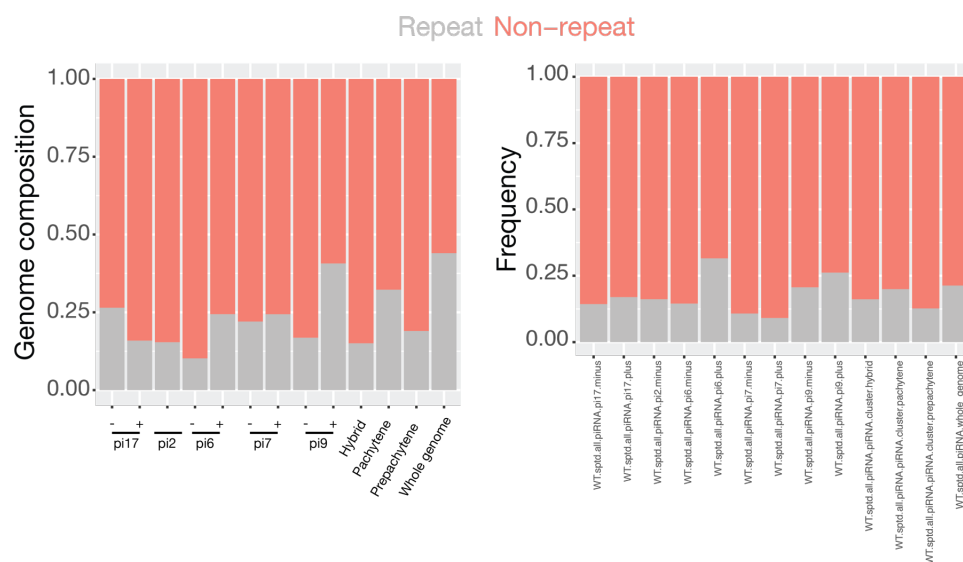 Repeat Non-repeat
Genome composition
1.00
0.75
0.50
0.25
0.00
- + - + - + - +
pi17 pi2 pi6 pi7 pi9
Hybrid
Pachytene
Prepachytene
Whole genome
Frequency
1.00
0.75
0.50
0.25
0.00
WT.sptd.all.piRNA.pi17.minus
WT.sptd.all.piRNA.pi17.plus
WT.sptd.all.piRNA.pi2.minus
WT.sptd.all.piRNA.pi6.minus
WT.sptd.all.piRNA.pi6.plus
WT.sptd.all.piRNA.pi7.minus
WT.sptd.all.piRNA.pi7.plus
WT.sptd.all.piRNA.pi9.minus
WT.sptd.all.piRNA.pi9.plus
WT.sptd.all.piRNA.piRNA.cluster.hybrid
WT.sptd.all.piRNA.piRNA.cluster.pachytene
WT.sptd.all.piRNA.piRNA.cluster.prepachytene
WT.sptd.all.piRNA.whole_genome